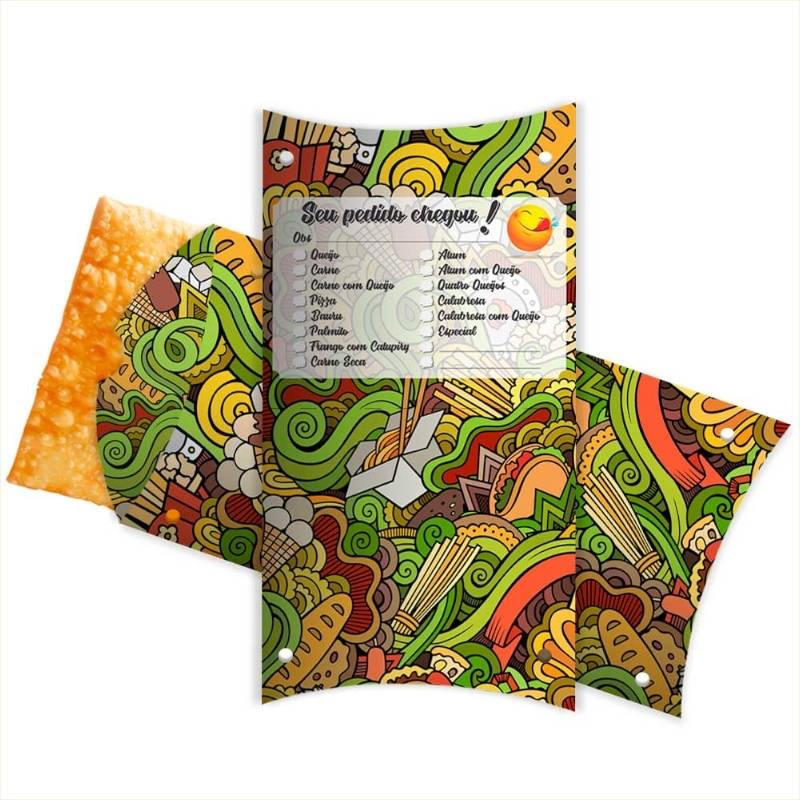 Seu pedido chegou!
Obs
Queijo
Carne
Carne com Queijo
Pizza
Bauru
Palmito
Frango com Catupiry
Carne Seca
Atum
Atum com Queijo
Quatro Queijos
Calabresa
Calabresa com Queijo
Especial